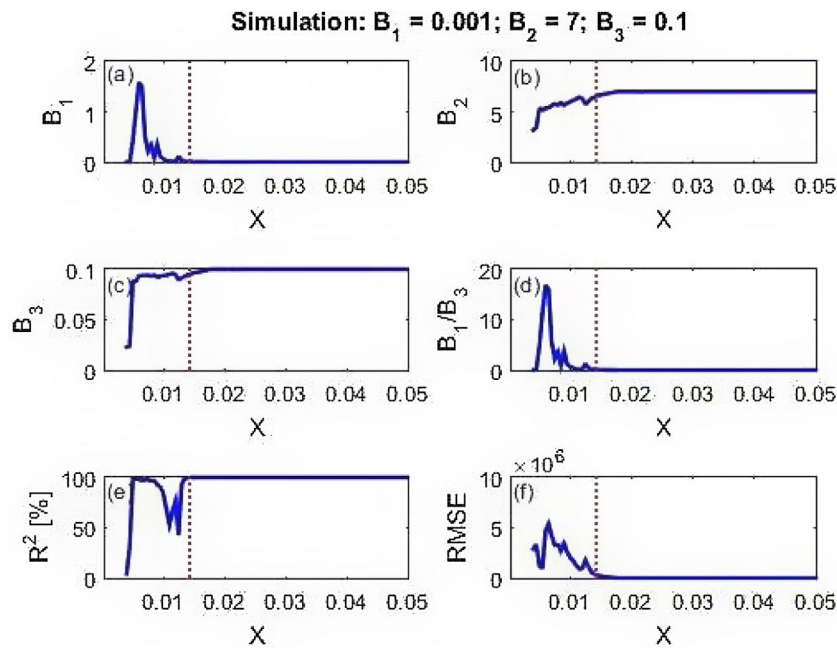 Simulation: B1 = 0.001; B2 = 7; B3 = 0.1
(a)
B1
2
1
0
0.01 0.02 0.03 0.04 0.05
X
(b)
B2
10
5
0
0.01 0.02 0.03 0.04 0.05
X
(c)
B3
0.1
0.05
0
0.01 0.02 0.03 0.04 0.05
X
(d)
B1/B3
20
10
0
0.01 0.02 0.03 0.04 0.05
X
(e)
R2 [%]
100
50
0
0.01 0.02 0.03 0.04 0.05
X
× 10^6
(f)
RMSE
10
5
0
0.01 0.02 0.03 0.04 0.05
X